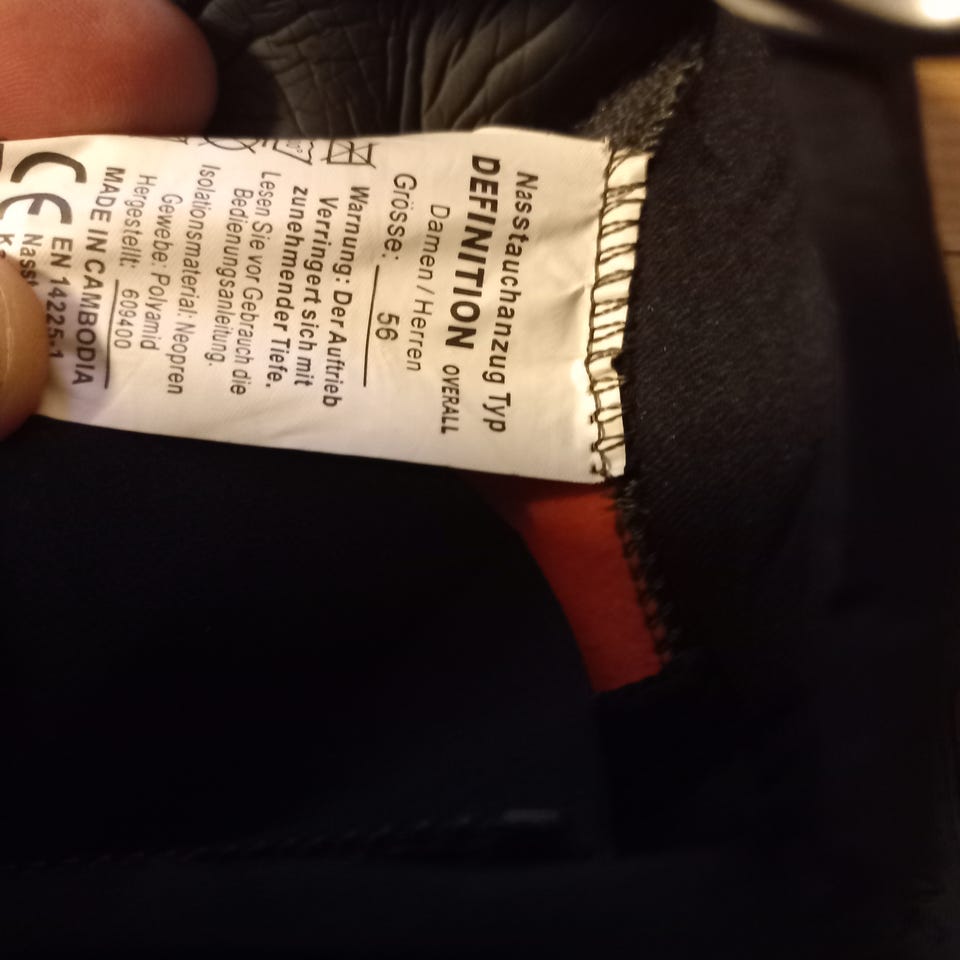 Nasstauchanzug Typ
DEFINITION OVERALL
Damen / Herren
Grösse: 56
Warnung: Der Auftrieb
Verringert sich mit
zunehmender Tiefe.
Lesen Sie vor Gebrauch die
Bedienungsanleitung.
Isolationsmaterial: Neopren
Gewebe: Polyamid
Hergestellt: 609400
MADE IN CAMBODIA
CE EN 14225-1